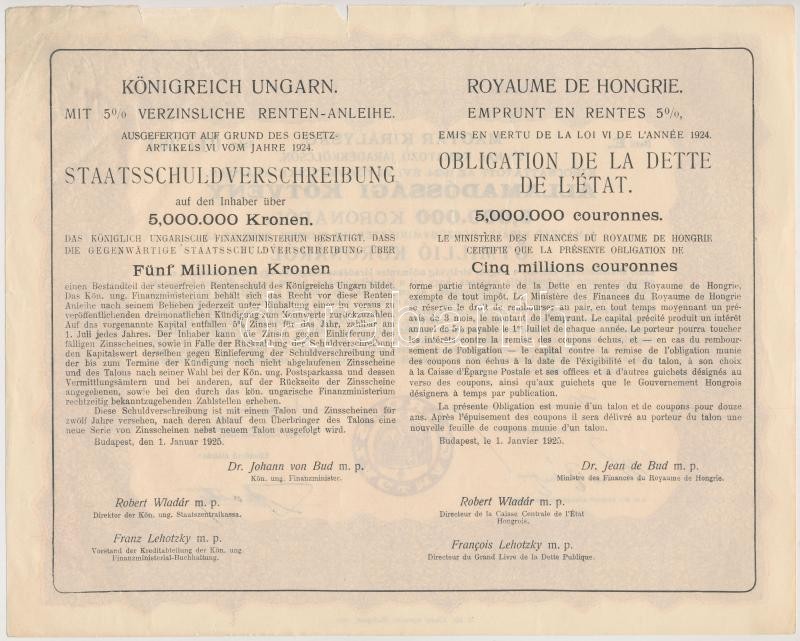 KÖNIGREICH UNGARN.
MIT 5% VERZINSLICHE RENTEN-ANLEIHE.
AUSGEFERTIGT AUF GRUND DES GESETZ-
ARTIKELS VI VOM JAHRE 1924.
STAATSSCHULDVERSCHREIBUNG
auf den Inhaber über
5,000.000 Kronen.
DAS KÖNIGLICH UNGARISCHE FINANZMINISTERIUM BESTÄTIGT, DASS
DIE GEGENWÄRTIGE STAATSSCHULDVERSCHREIBUNG ÜBER
Fünf Millionen Kronen
einen Bestandteil der steuerfreien Rentenschuld des Königreichs Ungarn bildet.
Das Kön. ung. Finanzministerium behält sich das Recht vor diese Renten-
Anleihe nach seinem Belieben jederzeit unter Einhaltung einer im voraus zu
veröffentlichenden dreimonatlichen Kündigung zum Nennwerte zurückzuzahlen.
Auf das vorgenannte Kapital entfallen 5% Zinsen für das Jahr, zahlbar am
1. Juli jedes Jahres. Der Inhaber kann die Zinsen gegen Einlieferung der
fälligen Zinsscheine, sowie im Falle der Rückzahlung der Schuldverschreibung
den Kapitalswert derselben gegen Einlieferung der Schuldverschreibung und
der bis zum Termine der Kündigung noch nicht abgelaufenen Zinsscheine
und des Talons nach seiner Wahl bei der Kön. ung. Postsparkassa und dessen
Vermittlungsämtern und bei anderen, auf der Rückseite der Zinsscheine
angegebenen, sowie bei den durch das kön. ungarische Finanzministerium
rechtzeitig bekanntzugebenden Zahlstellen erheben.
Diese Schuldverschreibung ist mit einem Talon und Zinsscheinen für
zwölf Jahre versehen, nach deren Ablauf dem Überbringer des Talons eine
neue Serie von Zinsscheinen nebst neuem Talon ausgefolgt wird.
Budapest, den 1. Januar 1925.
Dr. Johann von Bud m. p.
Kön. ung. Finanzminister.
Robert Wladár m. p.
Direktor der Kön. ung. Staatszentralkassa.
Franz Lehotzky m. p.
Vorstand der Kreditabteilung der Kön. ung.
Finanzministerial-Buchhaltung.
ROYAUME DE HONGRIE.
EMPRUNT EN RENTES 5%,
EMIS EN VERTU DE LA LOI VI DE L'ANNÉE 1924.
OBLIGATION DE LA DETTE
DE L'ÉTAT.
5,000.000 couronnes.
LE MINISTÈRE DES FINANCES DU ROYAUME DE HONGRIE
CERTIFIE QUE LA PRÉSENTE OBLIGATION DE
Cinq millions couronnes
forme partie intégrante de la Dette en rentes du Royaume de Hongrie,
exempte de tout impôt. Le Ministère des Finances du Royaume de Hongrie
se réserve le droit de rembourser au pair, en tout temps moyennant un pré-
avis de 3 mois, le montant de l'emprunt. Le capital précité produit un intérêt
annuel de 5% payable le 1er Juillet de chaque année. Le porteur pourra toucher
les intérêts contre remise les coupons échus, et — en cas du rembour-
sement de l'obligation — le capital contre la remise de l'obligation munie
des coupons non échus à la date de l'éxigibilité et du talon, à son choix
à la Caisse d'Épargne Postale et ses offices et à d'autres guichets désignés au
verso des coupons, ainsi qu'aux guichets que le Gouvernement Hongrois
désignera à temps par publication.
La présente Obligation est munie d'un talon et de coupons pour douze
ans. Après l'épuisement des coupons il sera délivré au porteur du talon une
nouvelle feuille de coupons munie d'un talon.
Budapest, le 1. Janvier 1925.
Dr. Jean de Bud m. p.
Ministre des Finances du Royaume de Hongrie.
Robert Wladár m. p.
Directeur de la Caisse Centrale de l'État
Hongrois.
François Lehotzky m. p.
Directeur du Grand Livre de la Dette Publique.